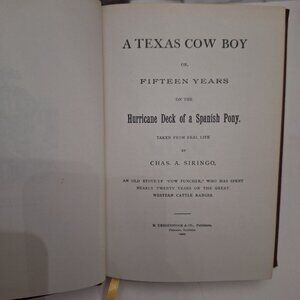 A TEXAS COW BOY
OR,
FIFTEEN YEARS
ON THE
Hurricane Deck of a Spanish Pony.
TAKEN FROM REAL LIFE
BY
CHAS. A. SIRINGO,
AN OLD STOVE UP "COW PUNCHER," WHO HAS SPENT
NEARLY TWENTY YEARS ON THE GREAT
WESTERN CATTLE RANGES.
& CO., Publishers,